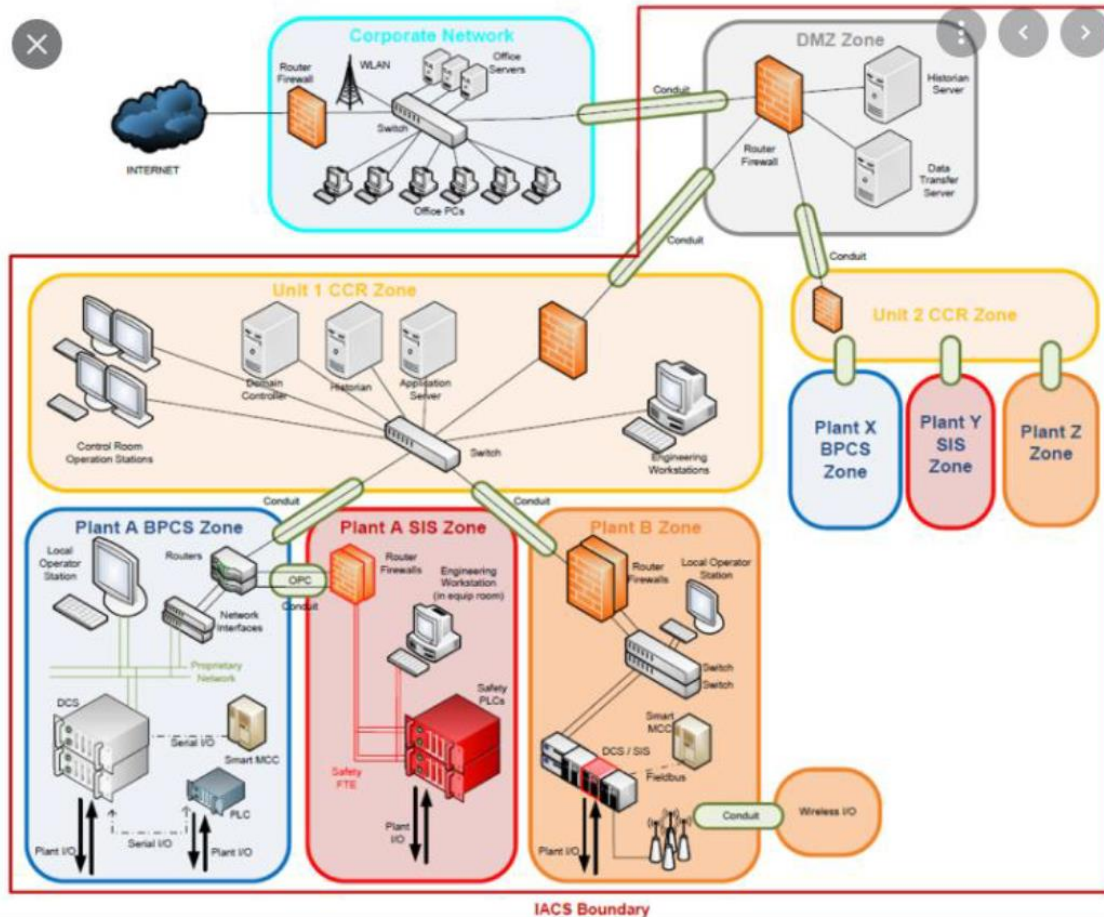 Corporate Network
DMZ Zone
Router
Firewall
WLAN
Office
Servers
Switch
INTERNET
Office PCs
Conduit
Historian
Server
Router
Firewall
Data
Transfer
Server
Conduit
Conduit
Unit 1 CCR Zone
Domain
Controller
Historian
Application
Server
Control Room
Operation Stations
Switch
Engineering
Workstations
Unit 2 CCR Zone
Plant X
BPCS
Zone
Plant Y
SIS
Zone
Plant Z
Zone
Conduit
Conduit
Plant A BPCS Zone
Local
Operator
Station
Routers
OPC
Conduit
Network
Interfaces
Proprietary
Network
DCS
Serial I/O
Smart MCC
PLC
Serial I/O
Plant I/O
Plant I/O
Plant A SIS Zone
Router
Firewalls
Engineering
Workstation
(in equip room)
Safety
PLCs
Safety
FTE
Plant
I/O
Plant B Zone
Router
Firewalls
Local Operator
Station
Switch
Switch
Smart
MCC
DCS / SIS
Fieldbus
Plant I/O
Conduit
Wireless I/O
IACS Boundary